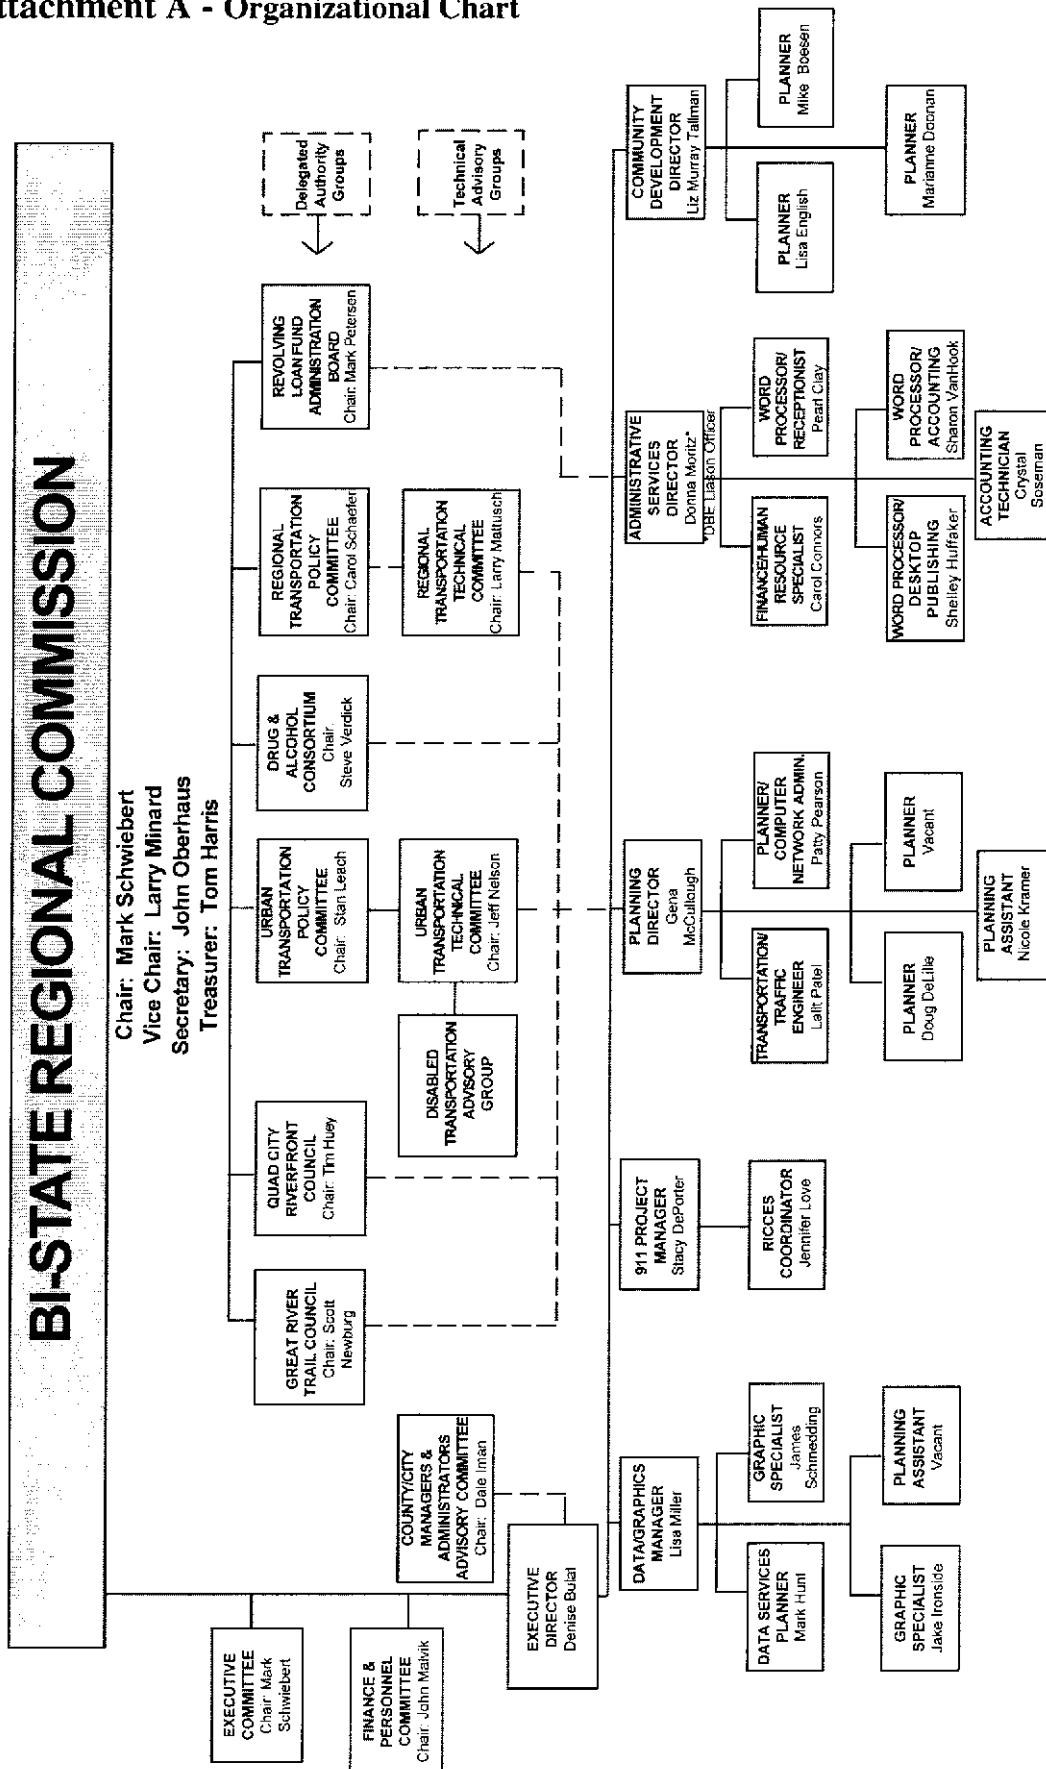 ttachment A - Organizational Chart
BI-STATE REGIONAL COMMISSION
Chair: Mark Schwiebert
Vice Chair: Larry Minard
Secretary: John Oberhaus
Treasurer: Tom Harris
EXECUTIVE
COMMITTEE
Chair: Mark
Schwiebert
FINANCE &
PERSONNEL
COMMITTEE
Chair: John Malvik
COUNTY/CITY
MANAGERS &
ADMINISTRATORS
ADVISORY COMMITTEE
Chair: Dale Iman
EXECUTIVE
DIRECTOR
Denise Bulat
GREAT RIVER
TRAIL COUNCIL
Chair: Scott
Newburg
QUAD CITY
RIVERFRONT
COUNCIL
Chair: Tim Huey
URBAN
TRANSPORTATION
POLICY
COMMITTEE
Chair: Stan Leach
DRUG &
ALCOHOL
CONSORTIUM
Chair:
Steve Verdick
REGIONAL
TRANSPORTATION
POLICY
COMMITTEE
Chair: Carol Schaefer
REVOLVING
LOAN FUND
ADMINISTRATION
BOARD
Chair: Mark Petersen
Delegated
Authority
Groups
DISABLED
TRANSPORTATION
ADVISORY
GROUP
URBAN
TRANSPORTATION
TECHNICAL
COMMITTEE
Chair: Jeff Nelson
REGIONAL
TRANSPORTATION
TECHNICAL
COMMITTEE
Chair: Larry Mattusch
Technical
Advisory
Groups
DATA/GRAPHICS
MANAGER
Lisa Miller
DATA SERVICES
PLANNER
Mark Hunt
GRAPHIC
SPECIALIST
James
Schmedding
GRAPHIC
SPECIALIST
Jake Ironside
PLANNING
ASSISTANT
Vacant
911 PROJECT
MANAGER
Stacy DePorter
RICCES
COORDINATOR
Jennifer Love
PLANNING
DIRECTOR
Gena
McCullough
TRANSPORTATION/
TRAFFIC
ENGINEER
Lalit Patel
PLANNER/
COMPUTER
NETWORK ADMIN.
Patty Pearson
PLANNER
Doug DeLille
PLANNER
Vacant
PLANNING
ASSISTANT
Nicole Kramer
ADMINISTRATIVE
SERVICES
DIRECTOR
Donna Moritz*
*DBE Liaison Officer
FINANCE/HUMAN
RESOURCE
SPECIALIST
Carol Connors
WORD
PROCESSOR/
RECEPTIONIST
Pearl Clay
WORD PROCESSOR/
DESKTOP
PUBLISHING
Shelley Huffaker
WORD
PROCESSOR/
ACCOUNTING
Sharon VanHook
ACCOUNTING
TECHNICIAN
Crystal
Soseman
COMMUNITY
DEVELOPMENT
DIRECTOR
Liz Murray Tallman
PLANNER
Lisa English
PLANNER
Mike Boesen
PLANNER
Marianne Doonan